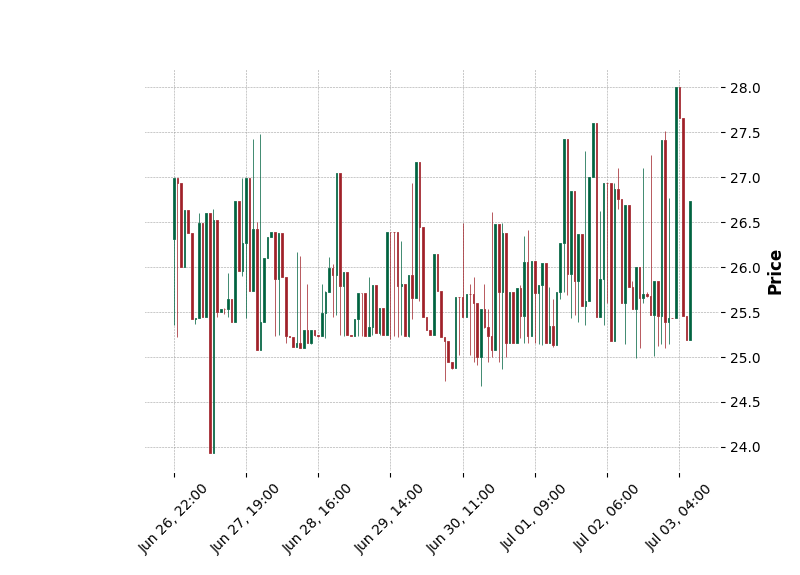 28.0
27.5
27.0
26.5
26.0
25.5
25.0
24.5
24.0
Price
Jun 26, 22:00
Jun 27, 19:00
Jun 28, 16:00
Jun 29, 14:00
Jun 30, 11:00
Jul 01, 09:00
Jul 02, 06:00
Jul 03, 04:00